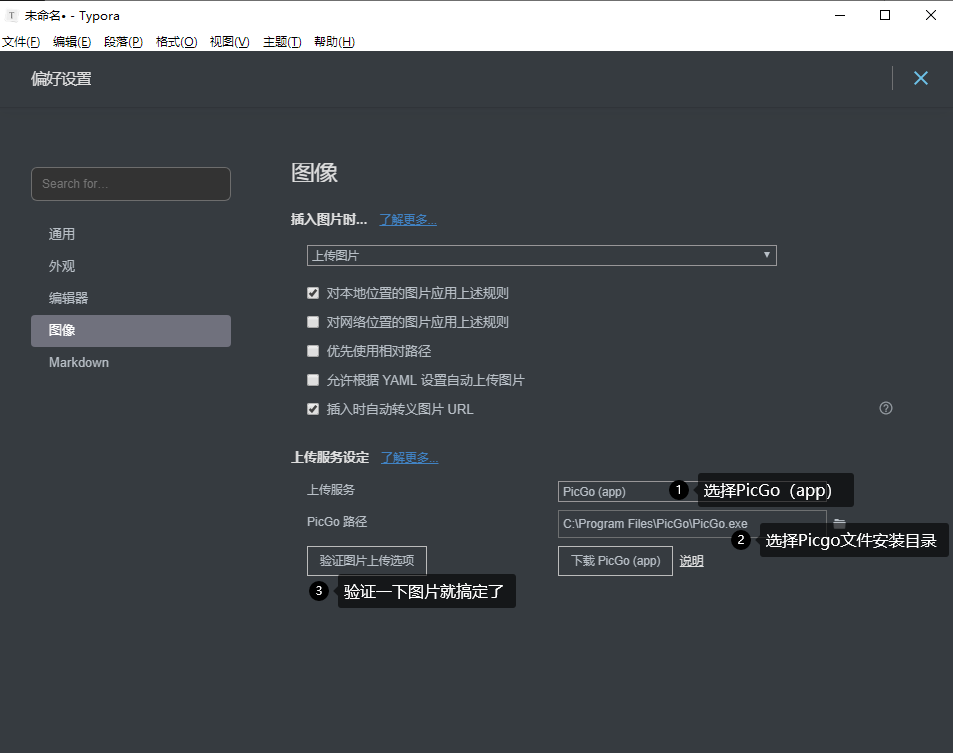 T 未命名• - Typora
文件(F) 编辑(E) 段落(P) 格式(O) 视图(V) 主题(T) 帮助(H)
偏好设置
Search for...
通用
外观
编辑器
图像
Markdown
图像
插入图片时... 了解更多...
上传图片
对本地位置的图片应用上述规则
对网络位置的图片应用上述规则
优先使用相对路径
允许根据 YAML 设置自动上传图片
插入时自动转义图片 URL
上传服务设定 了解更多...
上传服务 PicGo (app) 1 选择PicGo（app）
PicGo 路径 C:\Program Files\PicGo\PicGo.exe
2 选择Picgo文件安装目录
验证图片上传选项 下载 PicGo (app) 说明
3 验证一下图片就搞定了